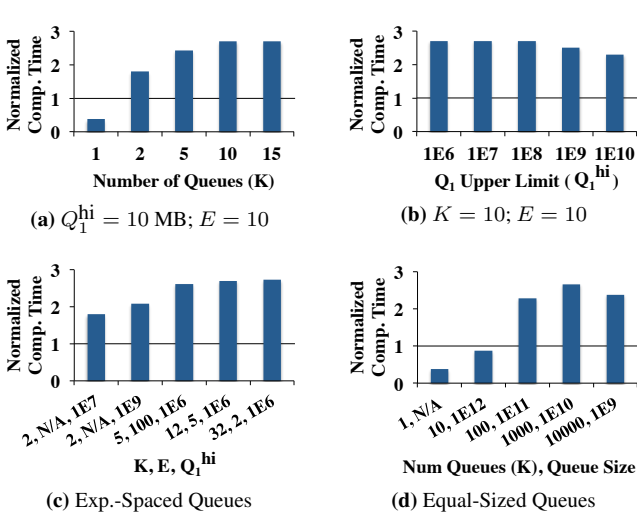 Normalized
Comp. Time
3
2
1
0
1 2 5 10 15
Number of Queues (K)
(a) Q₁ʰⁱ = 10 MB; E = 10
Normalized
Comp. Time
3
2
1
0
1E6 1E7 1E8 1E9 1E10
Q₁ Upper Limit ( Q₁ʰⁱ )
(b) K = 10; E = 10
Normalized
Comp. Time
3
2
1
0
2, N/A, 1E7
2, N/A, 1E9
5, 100, 1E6
12, 5, 1E6
32, 2, 1E6
K, E, Q₁ʰⁱ
(c) Exp.-Spaced Queues
Normalized
Comp. Time
3
2
1
0
1, N/A
10, 1E12
100, 1E11
1000, 1E10
10000, 1E9
Num Queues (K), Queue Size
(d) Equal-Sized Queues